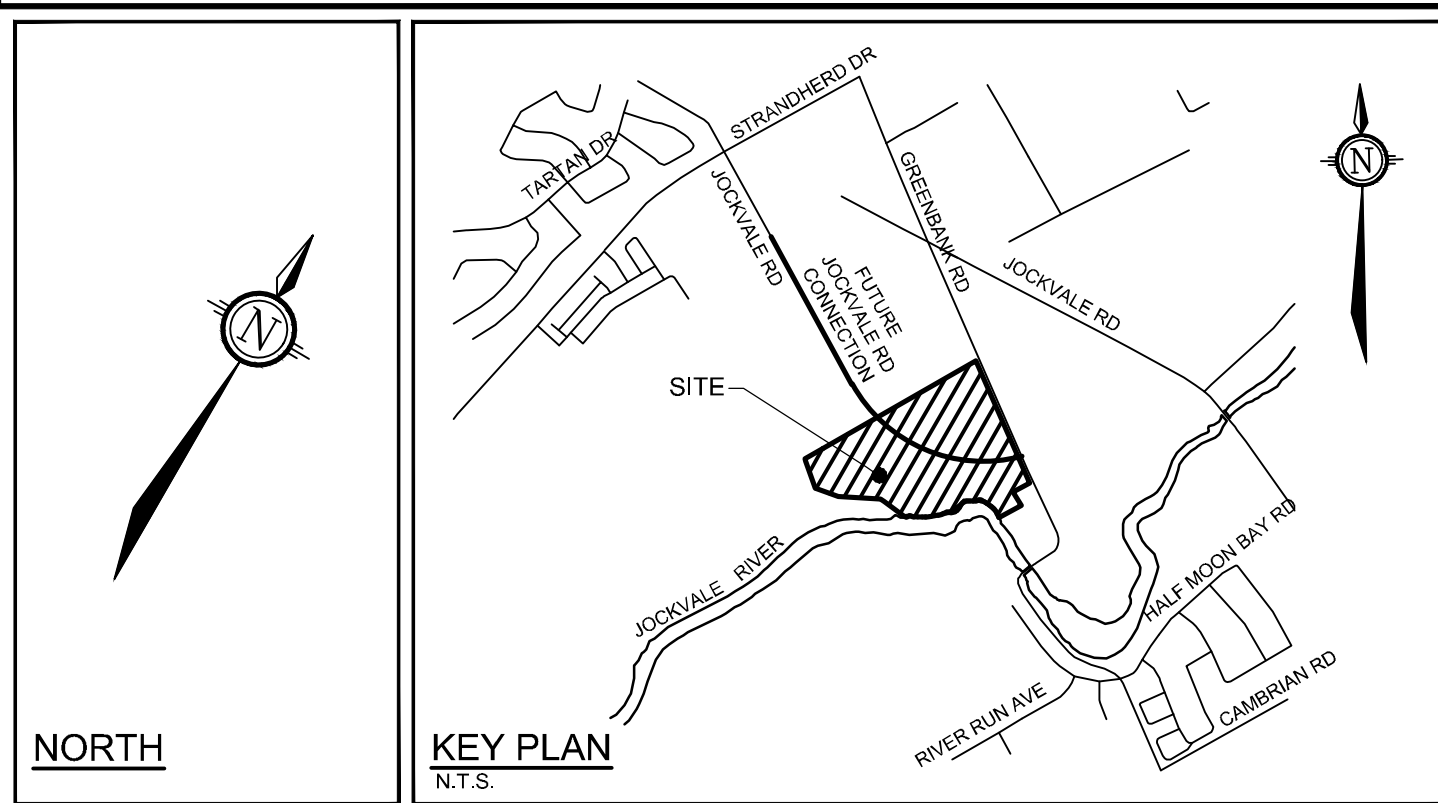 N
NORTH
STRANDHERD DR
TARTAN DR
JOCKVALE RD
GREENBANK RD
N
FUTURE
JOCKVALE RD
CONNECTION
JOCKVALE RD
SITE
JOCKVALE RIVER
HALF MOON BAY RD
RIVER RUN AVE
CAMBRIAN RD
KEY PLAN
N.T.S.